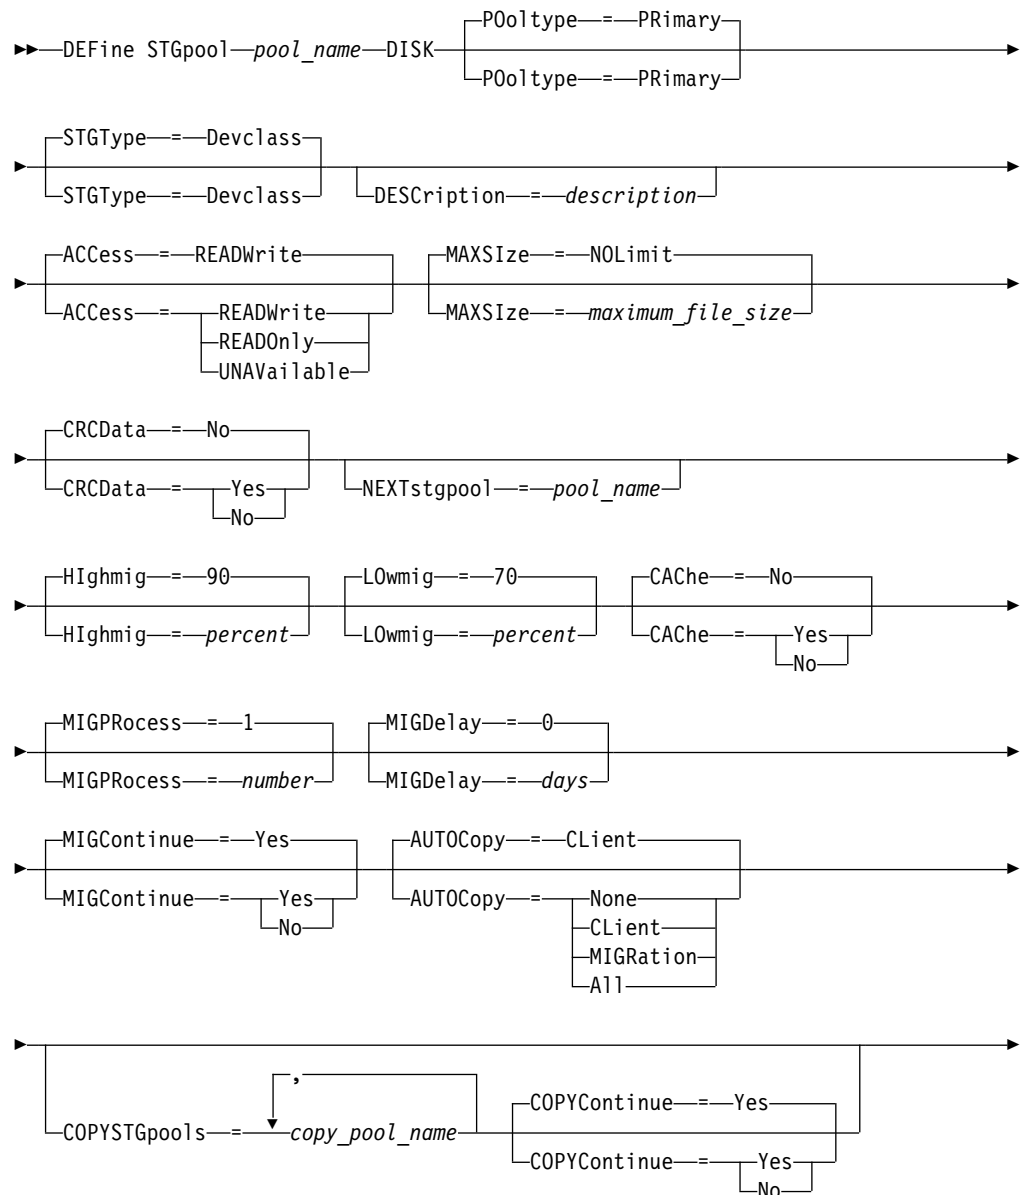 POoltype = PRimary
DEFine STGpool pool_name DISK
POoltype = PRimary
STGType = Devclass
STGType = Devclass
DESCription = description
ACCess = READWrite
MAXSIze = NOLimit
ACCess = READWrite
READOnly
UNAVailable
MAXSIze = maximum_file_size
CRCData = No
CRCData = Yes
No
NEXTstgpool = pool_name
HIghmig = 90
LOwmig = 70
CAChe = No
HIghmig = percent
LOwmig = percent
CAChe = Yes
No
MIGPRocess = 1
MIGDelay = 0
MIGPRocess = number
MIGDelay = days
MIGContinue = Yes
AUTOCopy = CLient
MIGContinue = Yes
No
AUTOCopy = None
CLient
MIGRation
All
,
COPYContinue = Yes
COPYSTGpools = copy_pool_name
COPYContinue = Yes
No